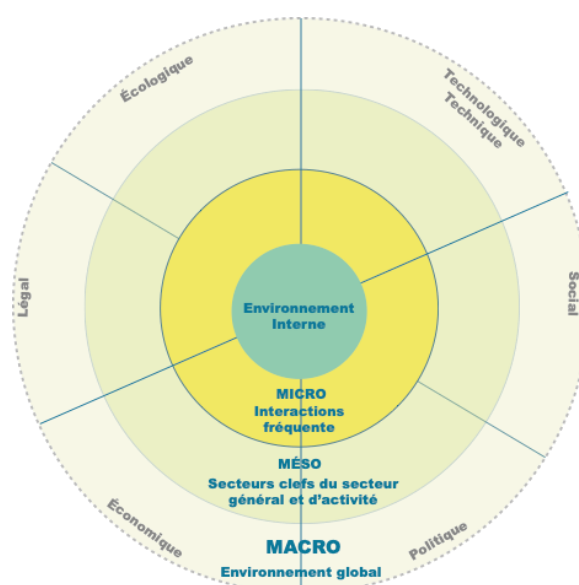 Écologique
Technologique
Technique
Légal
Social
Environnement
Interne
MICRO
Interactions
fréquente
MÉSO
Secteurs clefs du secteur
général et d'activité
Économique
Politique
MACRO
Environnement global